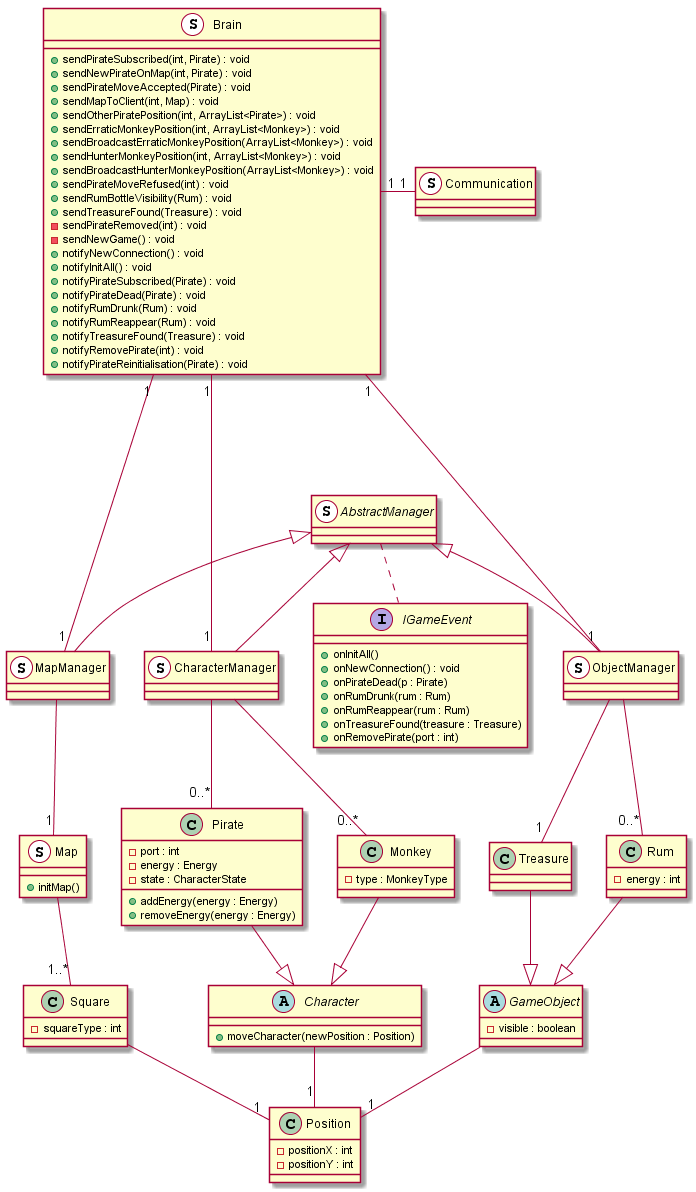 S Brain
sendPirateSubscribed(int, Pirate) : void
sendNewPirateOnMap(int, Pirate) : void
sendPirateMoveAccepted(Pirate) : void
sendMapToClient(int, Map) : void
sendOtherPiratePosition(int, ArrayList<Pirate>) : void
sendErraticMonkeyPosition(int, ArrayList<Monkey>) : void
sendBroadcastErraticMonkeyPosition(ArrayList<Monkey>) : void
sendHunterMonkeyPosition(int, ArrayList<Monkey>) : void
sendBroadcastHunterMonkeyPosition(ArrayList<Monkey>) : void
sendPirateMoveRefused(int) : void
sendRumBottleVisibility(Rum) : void
sendTreasureFound(Treasure) : void
sendPirateRemoved(int) : void
sendNewGame() : void
notifyNewConnection() : void
notifyInitAll() : void
notifyPirateSubscribed(Pirate) : void
notifyPirateDead(Pirate) : void
notifyRumDrunk(Rum) : void
notifyRumReappear(Rum) : void
notifyTreasureFound(Treasure) : void
notifyRemovePirate(int) : void
notifyPirateReinitialisation(Pirate) : void
1 1
S Communication
1 1 1
S AbstractManager
I IGameEvent
onInitAll()
onNewConnection() : void
onPirateDead(p : Pirate)
onRumDrunk(rum : Rum)
onRumReappear(rum : Rum)
onTreasureFound(treasure : Treasure)
onRemovePirate(port : int)
1 1 1
S MapManager
S CharacterManager
S ObjectManager
1 0..* 0..* 1 0..*
S Map
initMap()
C Pirate
port : int
energy : Energy
state : CharacterState
addEnergy(energy : Energy)
removeEnergy(energy : Energy)
C Monkey
type : MonkeyType
C Treasure
C Rum
energy : int
1..*
C Square
squareType : int
A Character
moveCharacter(newPosition : Position)
A GameObject
visible : boolean
1 1 1
C Position
positionX : int
positionY : int